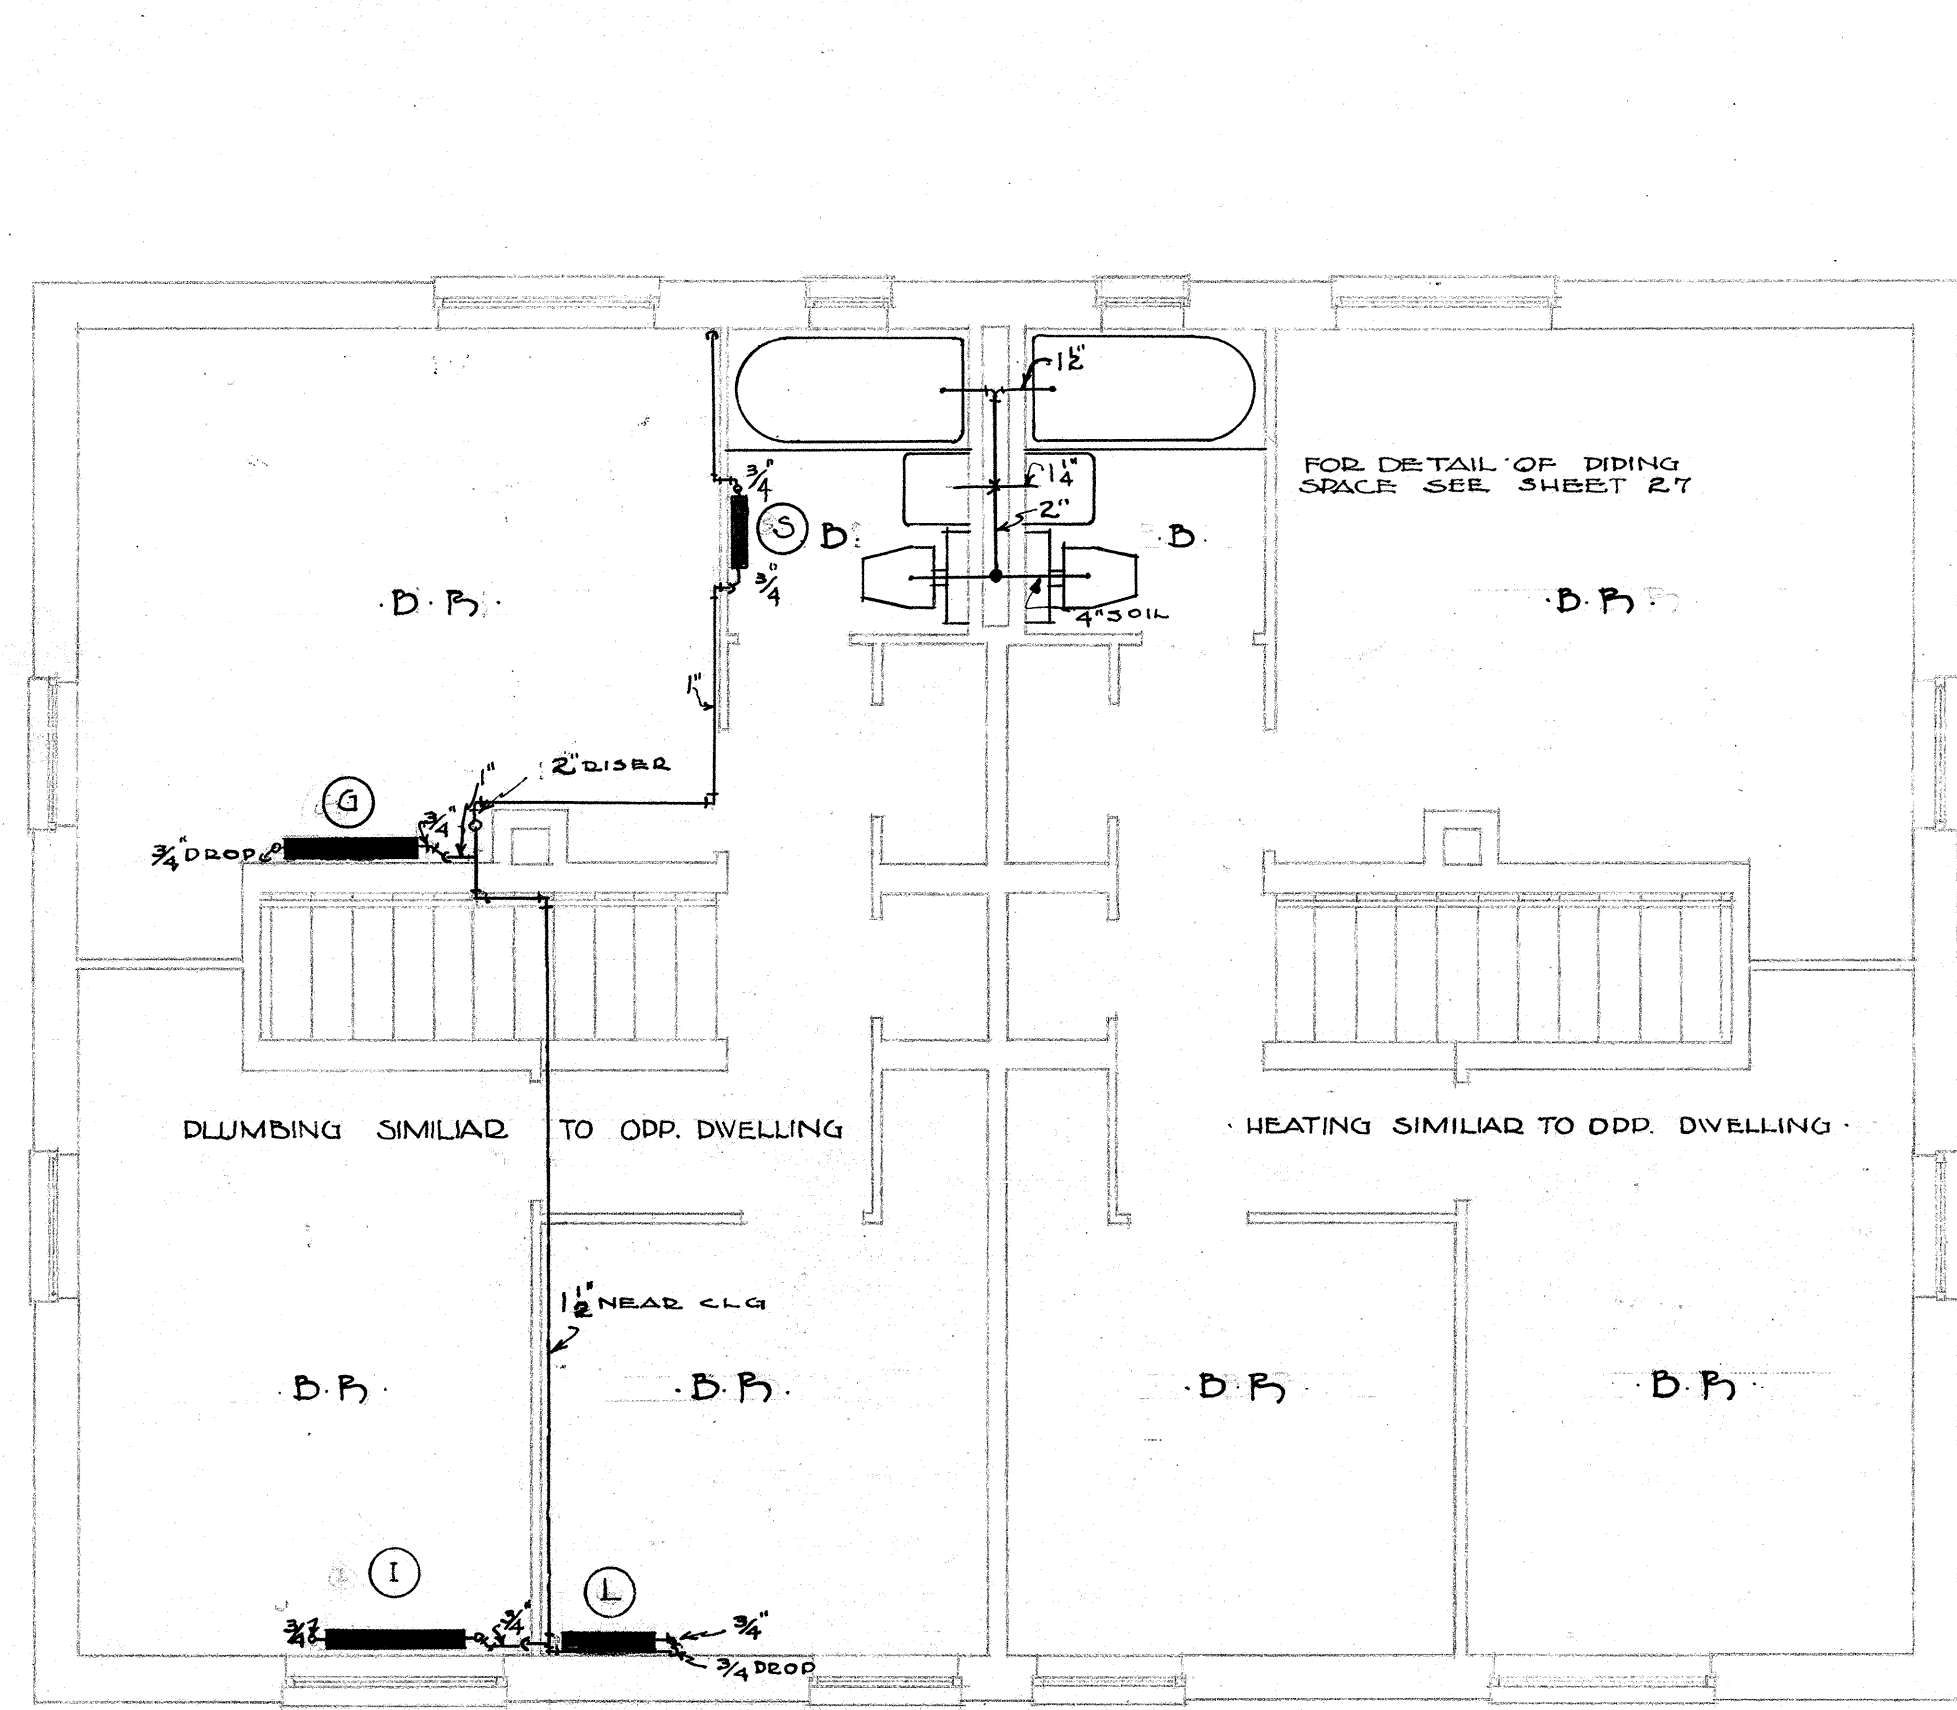 1½"
FOR DETAIL OF PIPING
SPACE SEE SHEET 27
¾"
1¼"
2"
S
B.
.B.
¾"
4" SOIL
.B.R.
.B.R.
1"
2" RISER
1"
G
¾"
¾" DROP
PLUMBING SIMILIAR TO OPP. DWELLING
. HEATING SIMILIAR TO OPP. DWELLING .
1½" NEAR CLG
.B.R.
.B.R.
.B.R.
.B.R.
I
L
¾"
¾"
¾"
¾ DROP